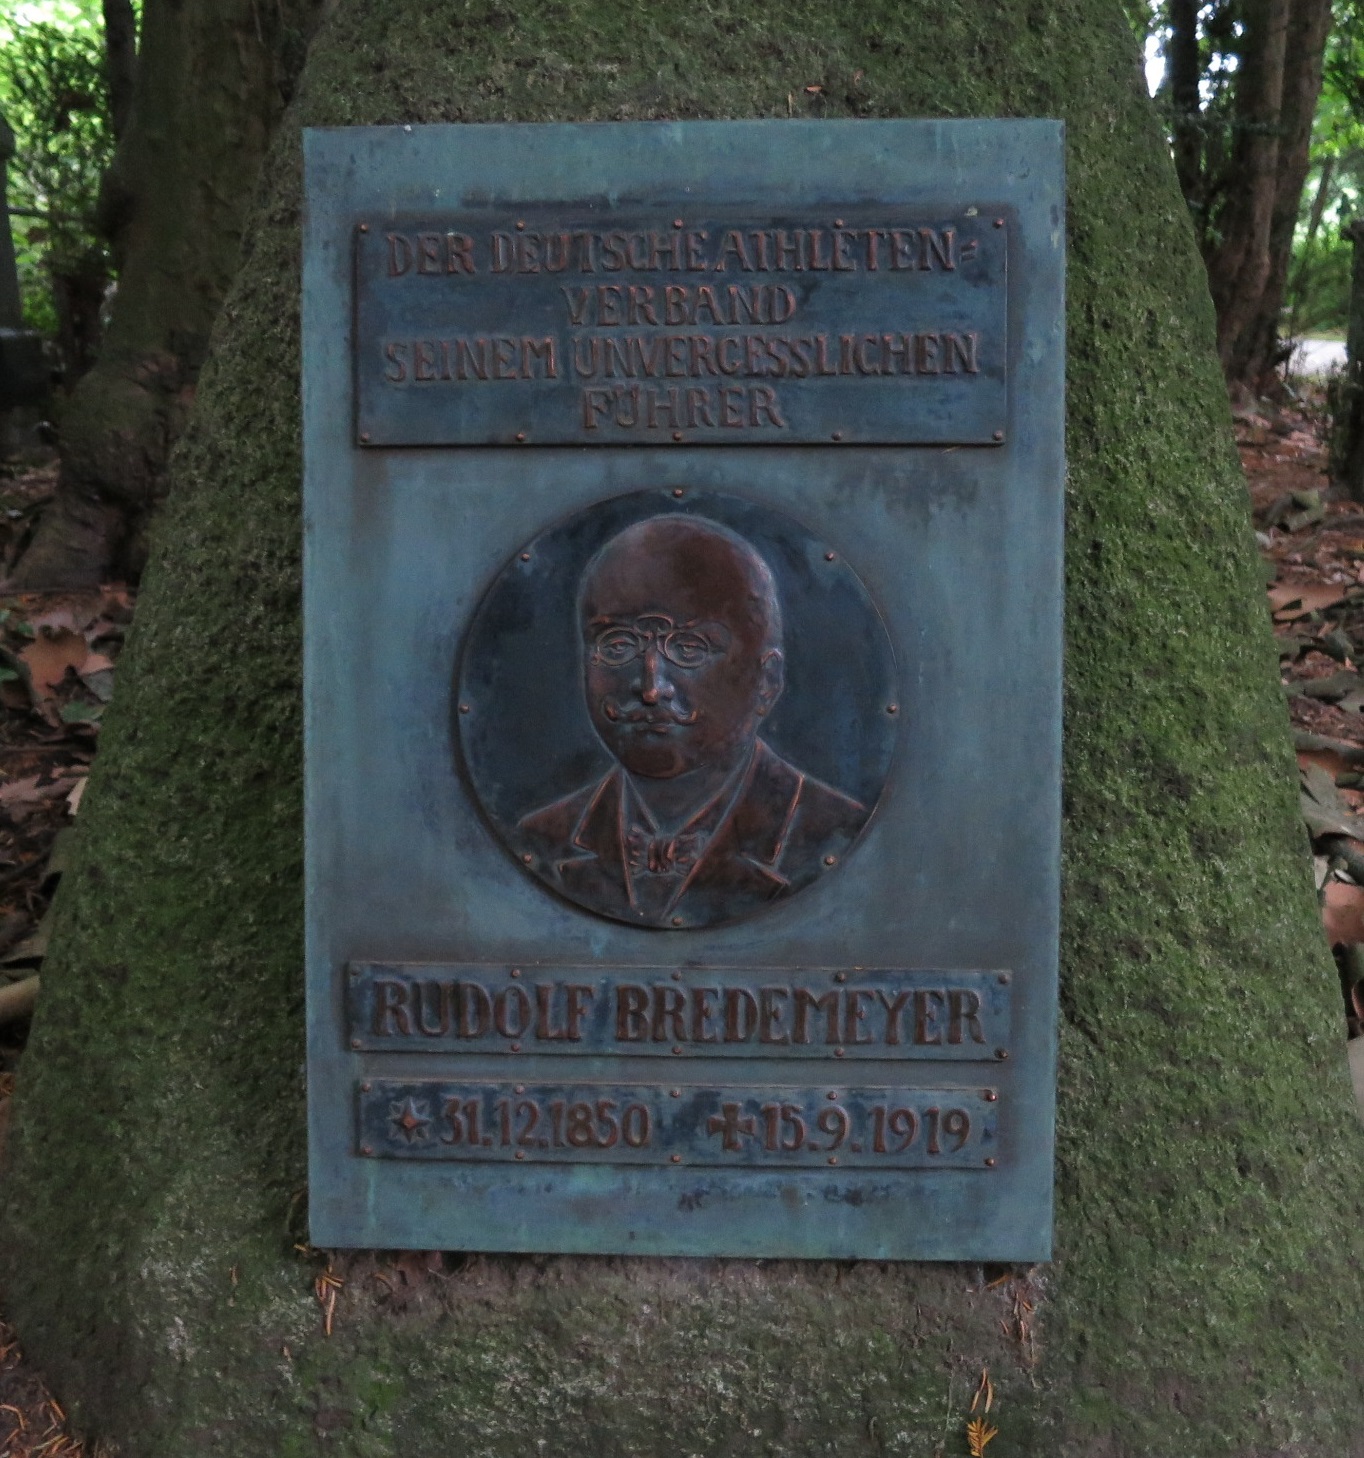 DER DEUTSCHE ATHLETEN=
VERBAND
SEINEM UNVERGESSLICHEN
FÜHRER
RUDOLF BREDEMEYER
31.12.1850 15.9.1919